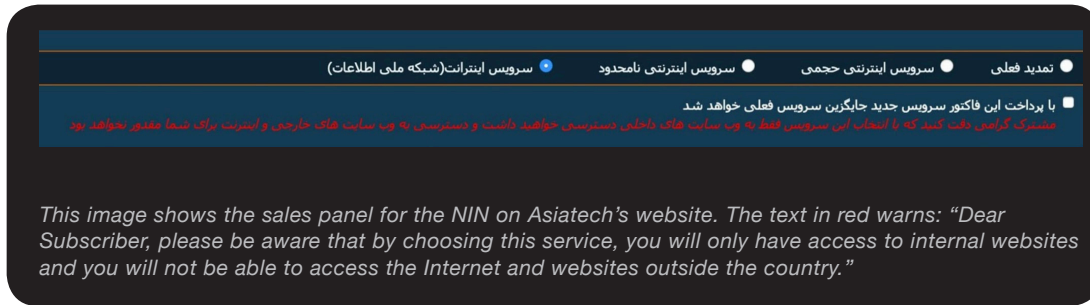 تمدید فعلی سرویس اینترنتی حجمی سرویس اینترنتی نامحدود سرویس اینترانت(شبکه ملی اطلاعات)
با پرداخت این فاکتور سرویس جدید جایگزین سرویس فعلی خواهد شد
مشترک گرامی دقت کنید که با انتخاب این سرویس فقط به وب سایت های داخلی دسترسی خواهید داشت و دسترسی به وب سایت های خارجی و اینترنت برای شما مقدور نخواهد بود
This image shows the sales panel for the NIN on Asiatech’s website. The text in red warns: “Dear
Subscriber, please be aware that by choosing this service, you will only have access to internal websites
and you will not be able to access the Internet and websites outside the country.”